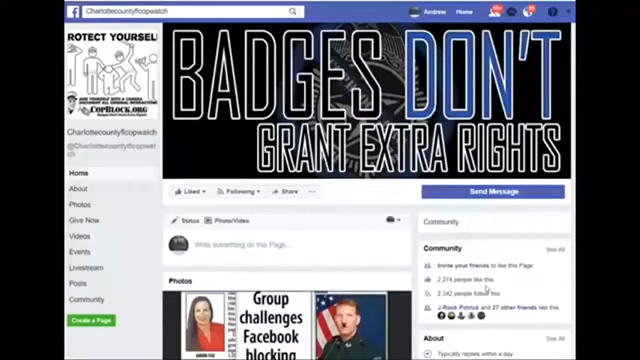 Charlottecountyflcopwatch
Andrew
Home
ROTECT YOURSELF
COPBLOCK.ORG
BADGES DON'T
GRANT EXTRA RIGHTS
Charlottecountyflcopwatch
@Charlottecountyflcopwat
ch
Home
About
Photos
Give Now
Videos
Events
Livestream
Posts
Community
Create a Page
Liked
Following
Share
Send Message
Status
Photo/Video
Write something on this Page...
Photos
Group
challenges
Facebook
blocking
Community
Community
See All
Invite your friends to like this Page
2,274 people like this
2,342 people follow this
J-Rock Patrick and 27 other friends like this
About
See All
Typically replies within a day